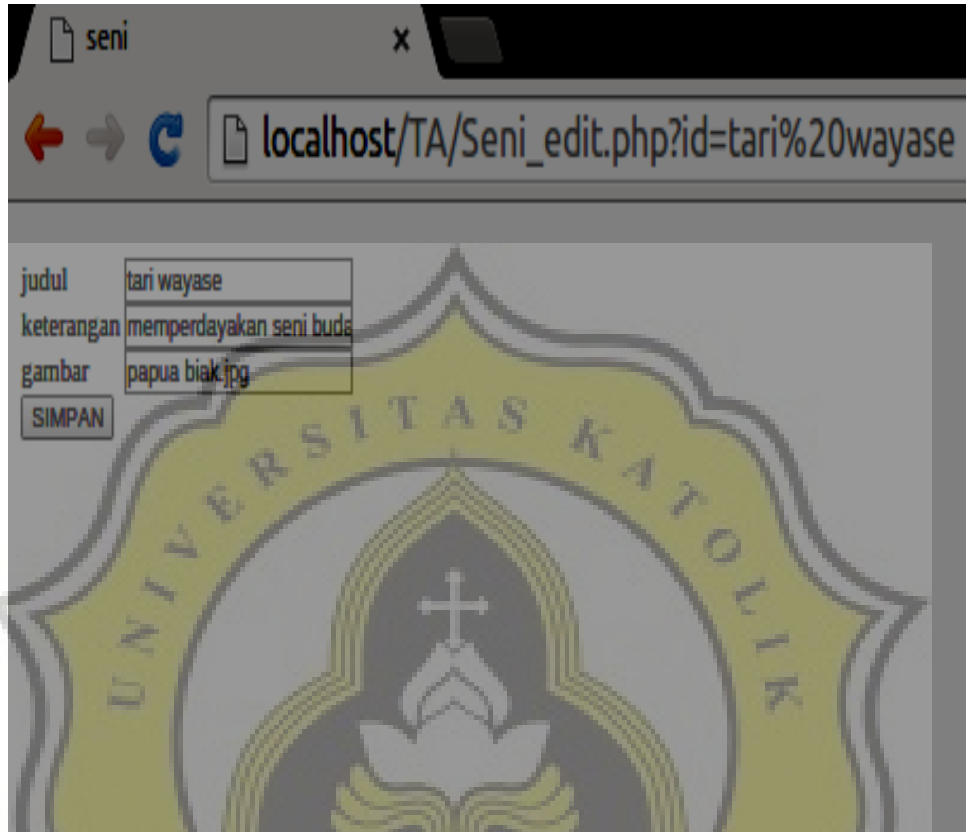 seni x
localhost/TA/Seni_edit.php?id=tari%20wayase
judul tari wayase
keterangan memperdayakan seni buda
gambar papua biak.jpg
SIMPAN
UNIVERSITAS KATOLIK